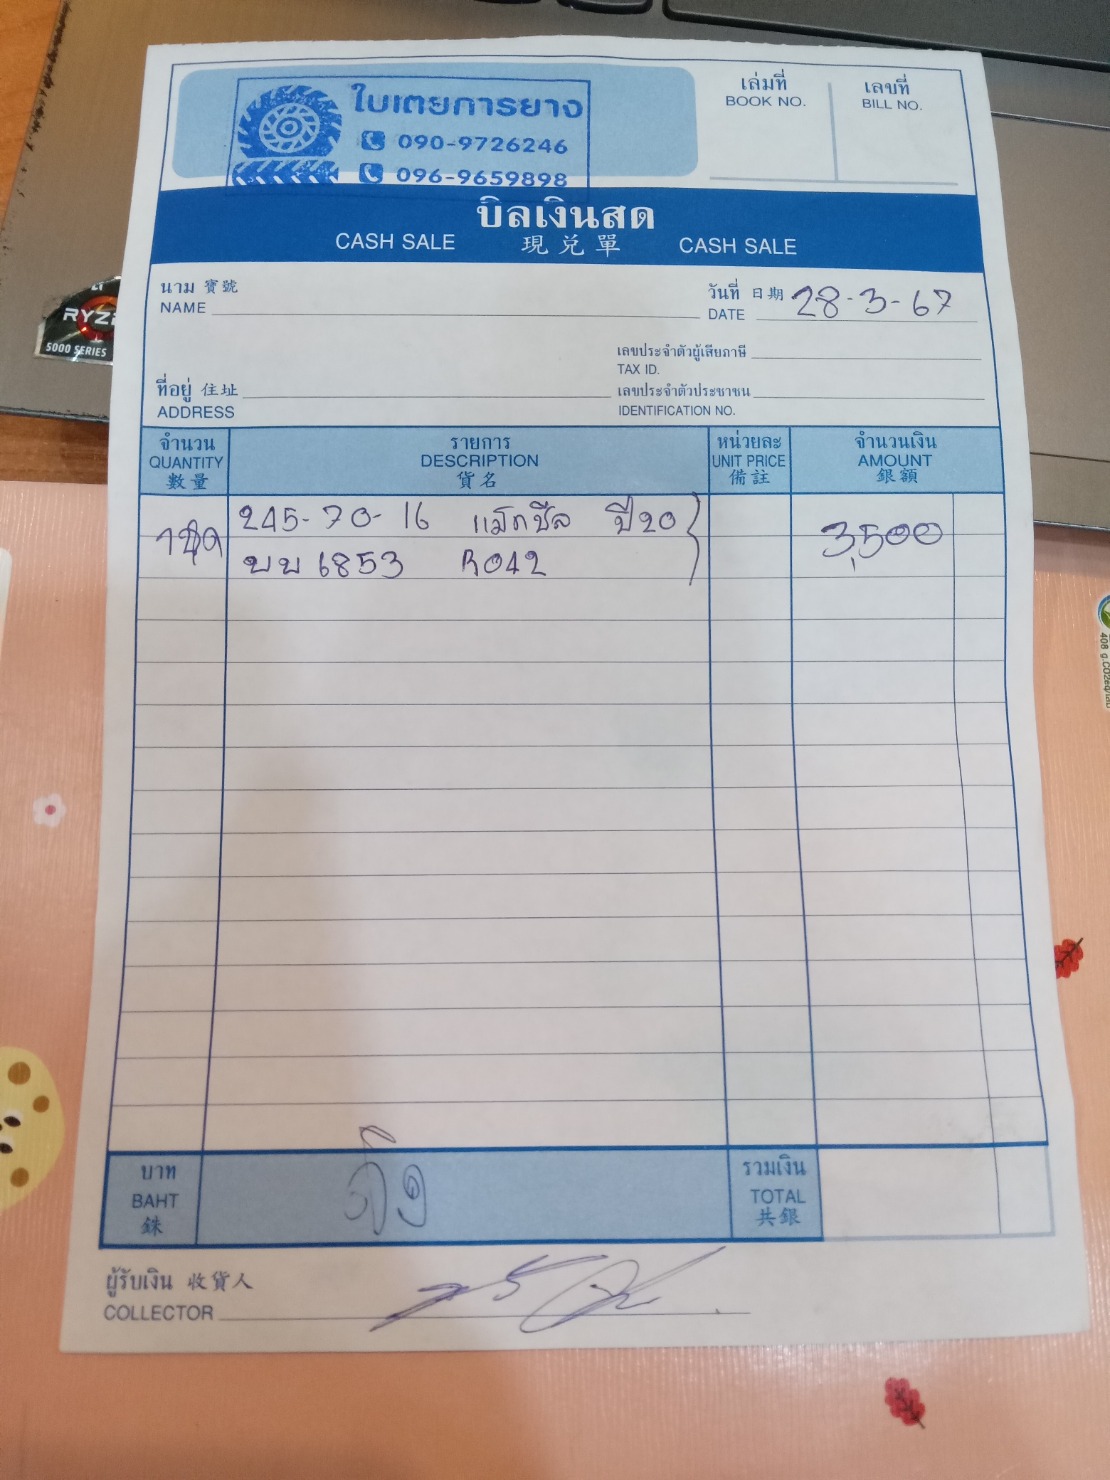 ใบเตยการยาง
090-9726246
096-9659898
เล่มที่
BOOK NO.
เลขที่
BILL NO.
บิลเงินสด
CASH SALE 現兌單 CASH SALE
นาม 寶號
NAME
วันที่ 日期 28-3-67
DATE
เลขประจำตัวผู้เสียภาษี
TAX ID.
ที่อยู่ 住址
ADDRESS
เลขประจำตัวประชาชน
IDENTIFICATION NO.
จำนวน
QUANTITY
數量
รายการ
DESCRIPTION
貨名
หน่วยละ
UNIT PRICE
備註
จำนวนเงิน
AMOUNT
銀額
1ชุด 245-70-16 แม็กซีล ปี20 3,500
บบ 6853 R042
บาท
BAHT
銖
รวมเงิน
TOTAL
共銀
ผู้รับเงิน 收貨人
COLLECTOR
5000 SERIES